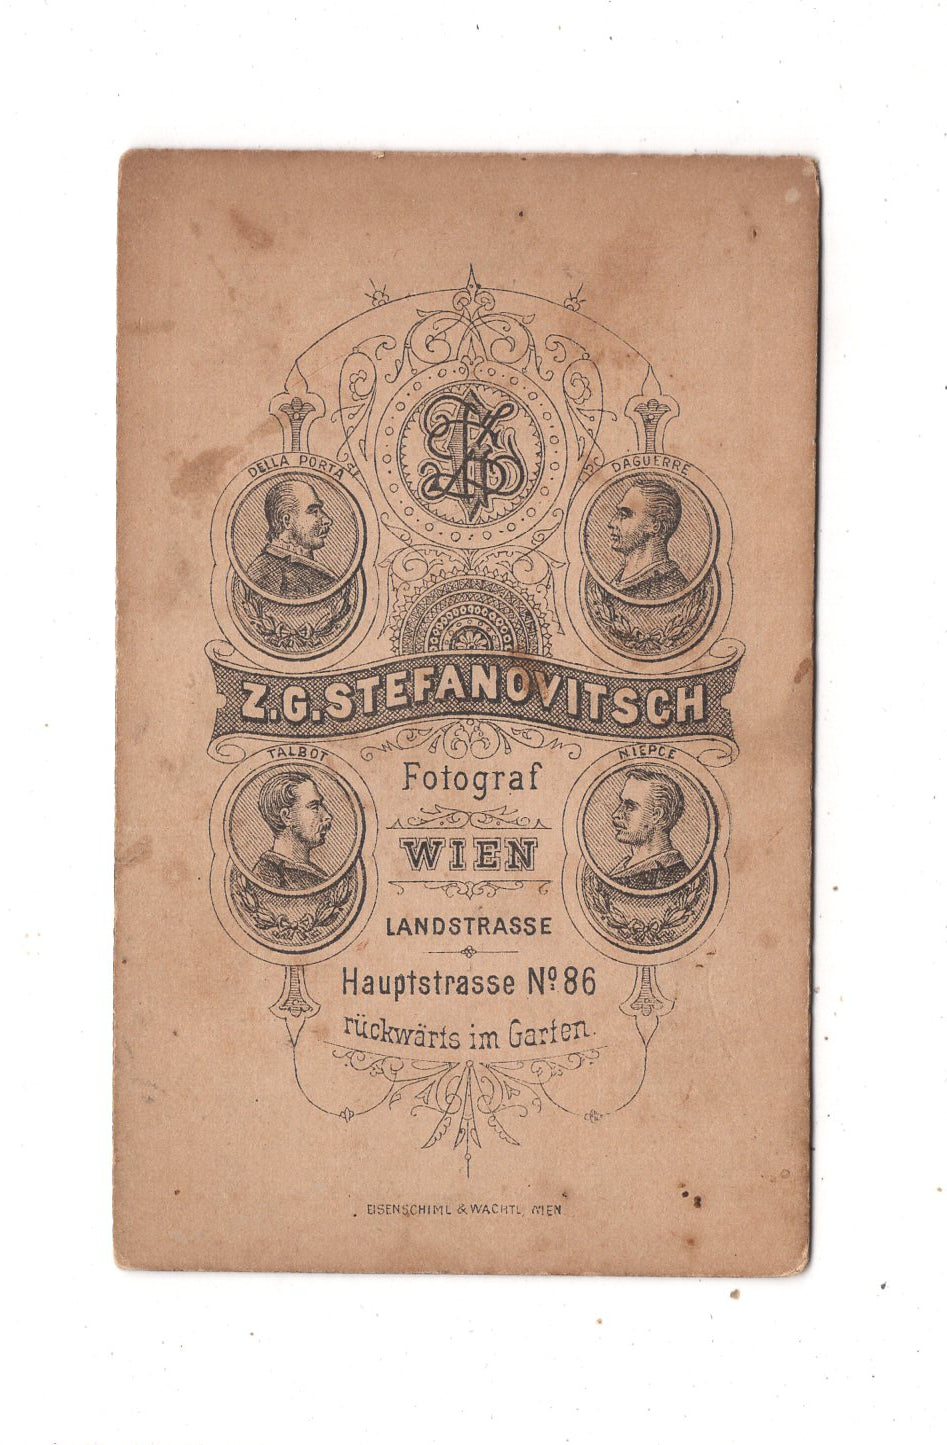 DELLA PORTA
DAGUERRE
Z.G. STEFANOVITSCH
TALBOT
NIEPCE
Fotograf
WIEN
LANDSTRASSE
Hauptstrasse No. 86
rückwärts im Garten.
EISENSCHIML & WACHTL, WIEN